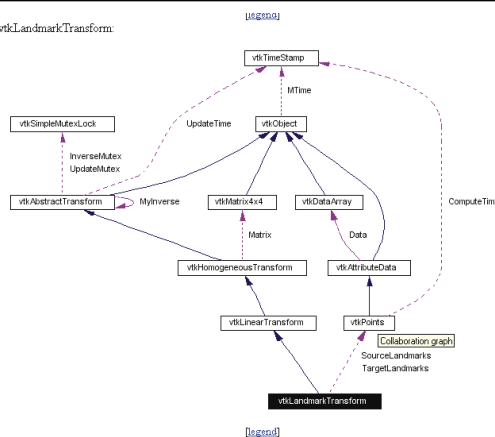 [legend]
vtkLandmarkTransform:
vtkTimeStamp
MTime
vtkSimpleMutexLock
UpdateTime
vtkObject
InverseMutex
UpdateMutex
vtkAbstractTransform
MyInverse
vtkMatrix4x4
vtkDataArray
ComputeTim
Matrix
Data
vtkHomogeneousTransform
vtkAttributeData
vtkLinearTransform
vtkPoints
Collaboration graph
SourceLandmarks
TargetLandmarks
vtkLandmarkTransform
[legend]